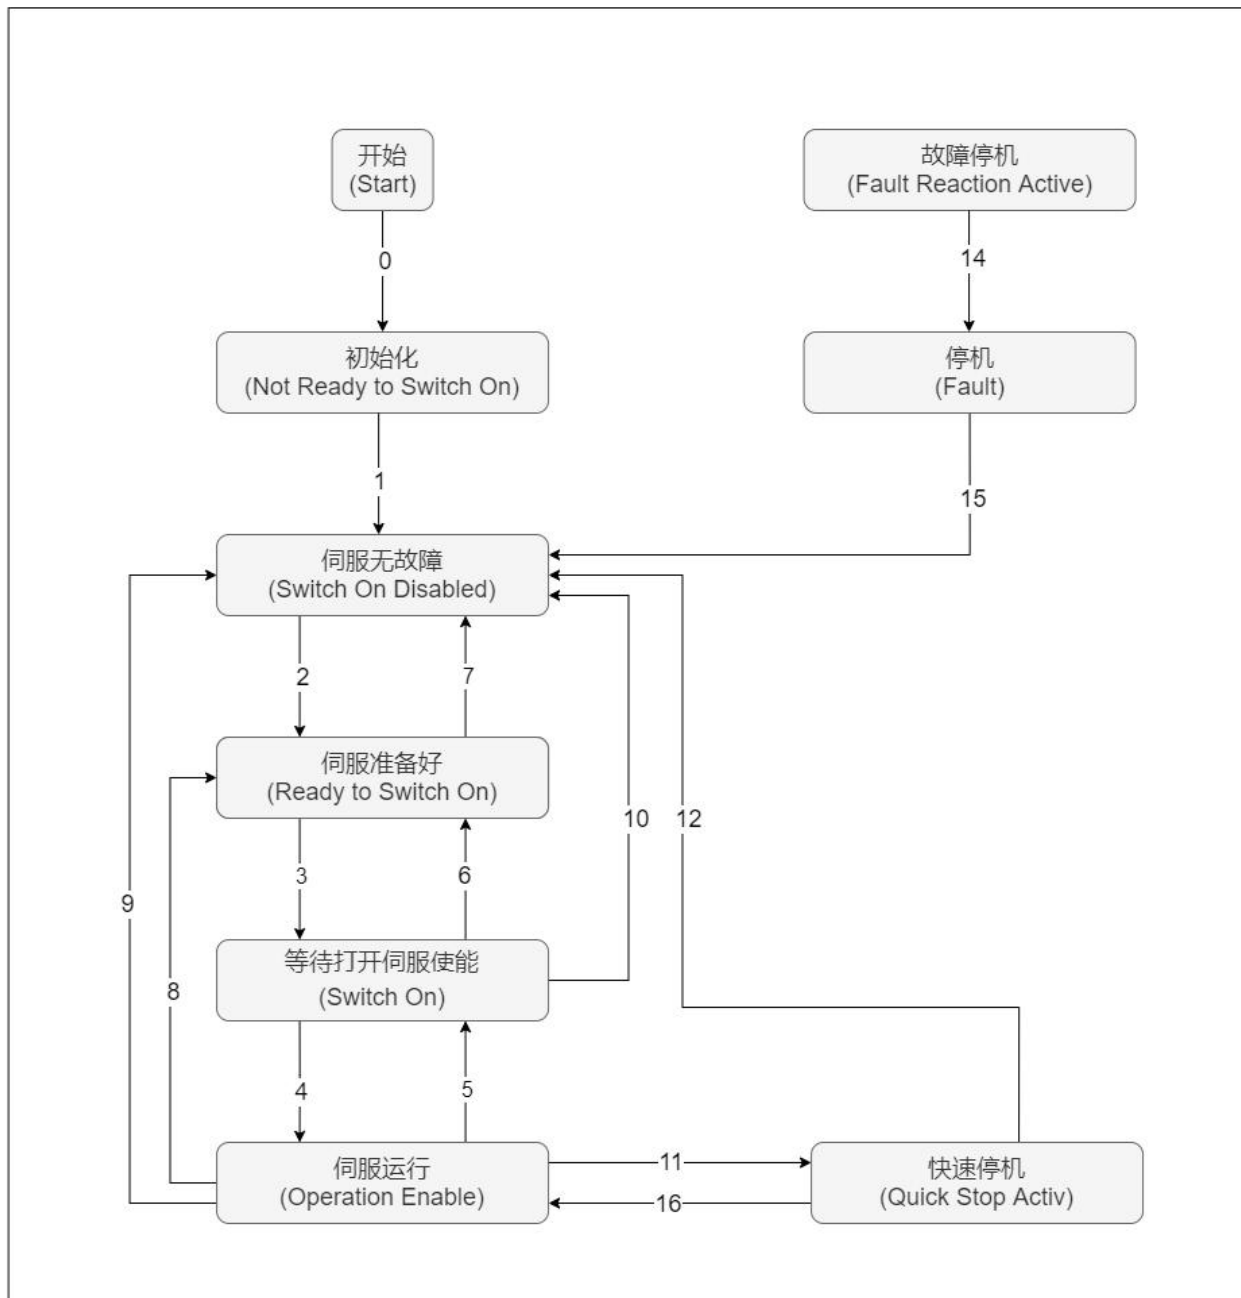 开始
(Start)
故障停机
(Fault Reaction Active)
0
14
初始化
(Not Ready to Switch On)
停机
(Fault)
1
15
伺服无故障
(Switch On Disabled)
2
7
伺服准备好
(Ready to Switch On)
10
12
3
6
9
等待打开伺服使能
(Switch On)
8
4
5
伺服运行
(Operation Enable)
11
16
快速停机
(Quick Stop Activ)